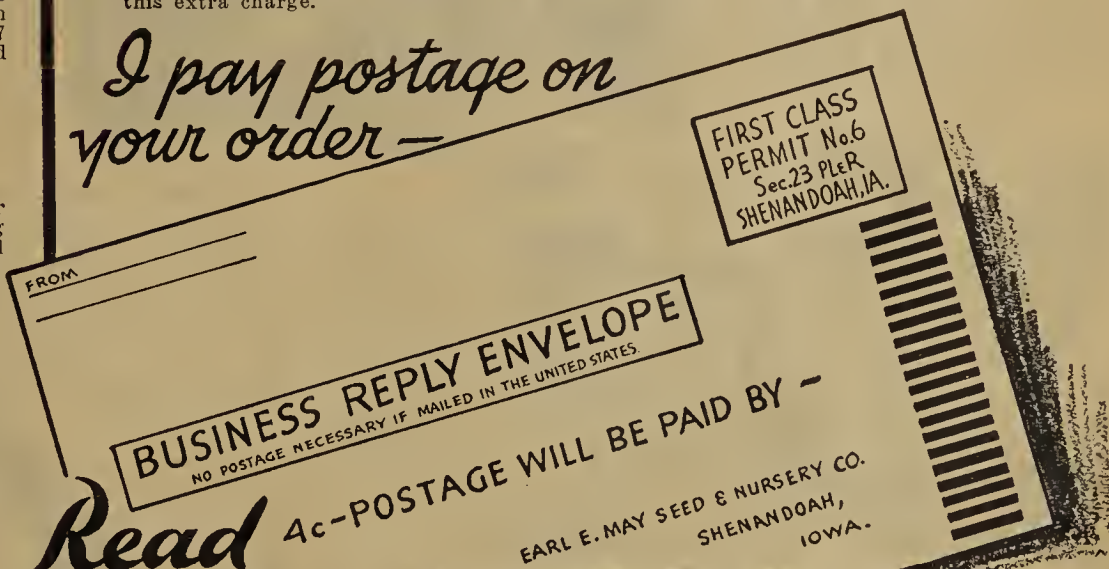 this extra charge.
I pay postage on
your order –
FIRST CLASS
PERMIT No.6
Sec.23 PL&R
SHENANDOAH, IA.
FROM
BUSINESS REPLY ENVELOPE
NO POSTAGE NECESSARY IF MAILED IN THE UNITED STATES.
4c-POSTAGE WILL BE PAID BY –
EARL E. MAY SEED & NURSERY CO.
SHENANDOAH,
IOWA.
Read